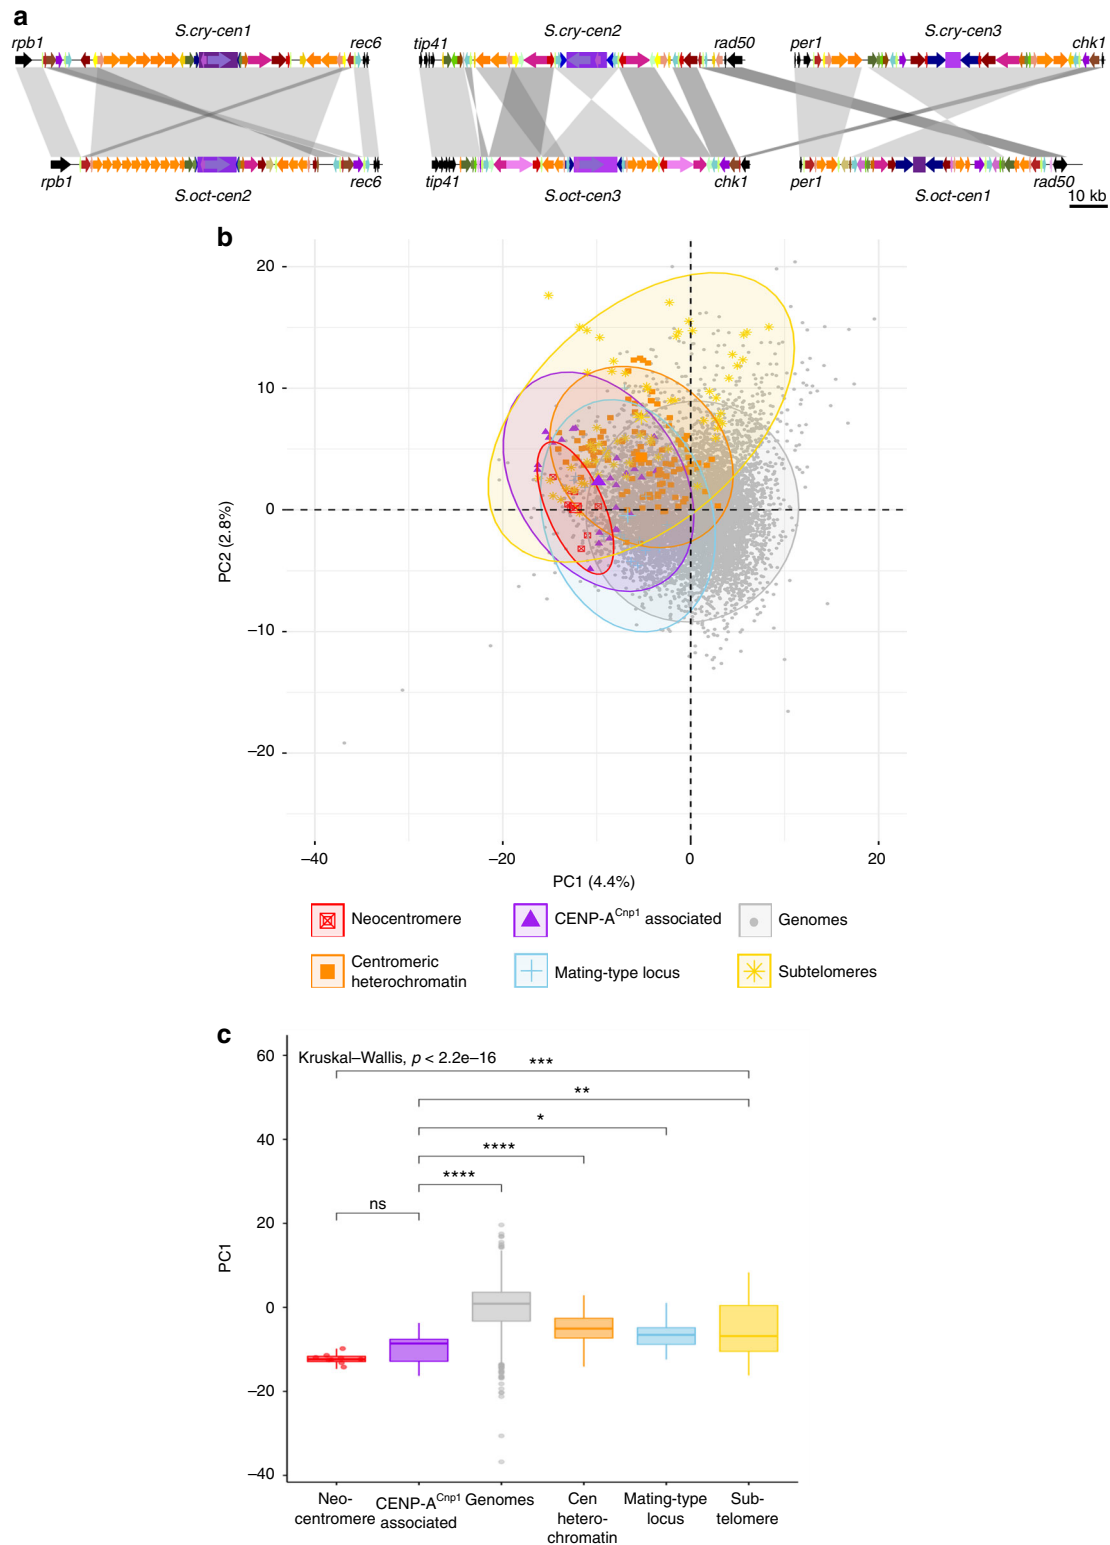 a
S.cry-cen1
S.cry-cen2
S.cry-cen3
rpb1
rec6
tip41
rad50
per1
chk1
rpb1
rec6
tip41
chk1
per1
rad50
S.oct-cen2
S.oct-cen3
S.oct-cen1
10 kb
b
20
10
0
–10
–20
PC2 (2.8%)
–40
–20
0
20
PC1 (4.4%)
Neocentromere
CENP-A^Cnp1 associated
Genomes
Centromeric
heterochromatin
Mating-type locus
Subtelomeres
c
Kruskal–Wallis, p < 2.2e–16
***
**
*
****
****
ns
60
40
20
0
–20
–40
PC1
Neo-
centromere
CENP-A^Cnp1
associated
Genomes
Cen
hetero-
chromatin
Mating-type
locus
Sub-
telomere